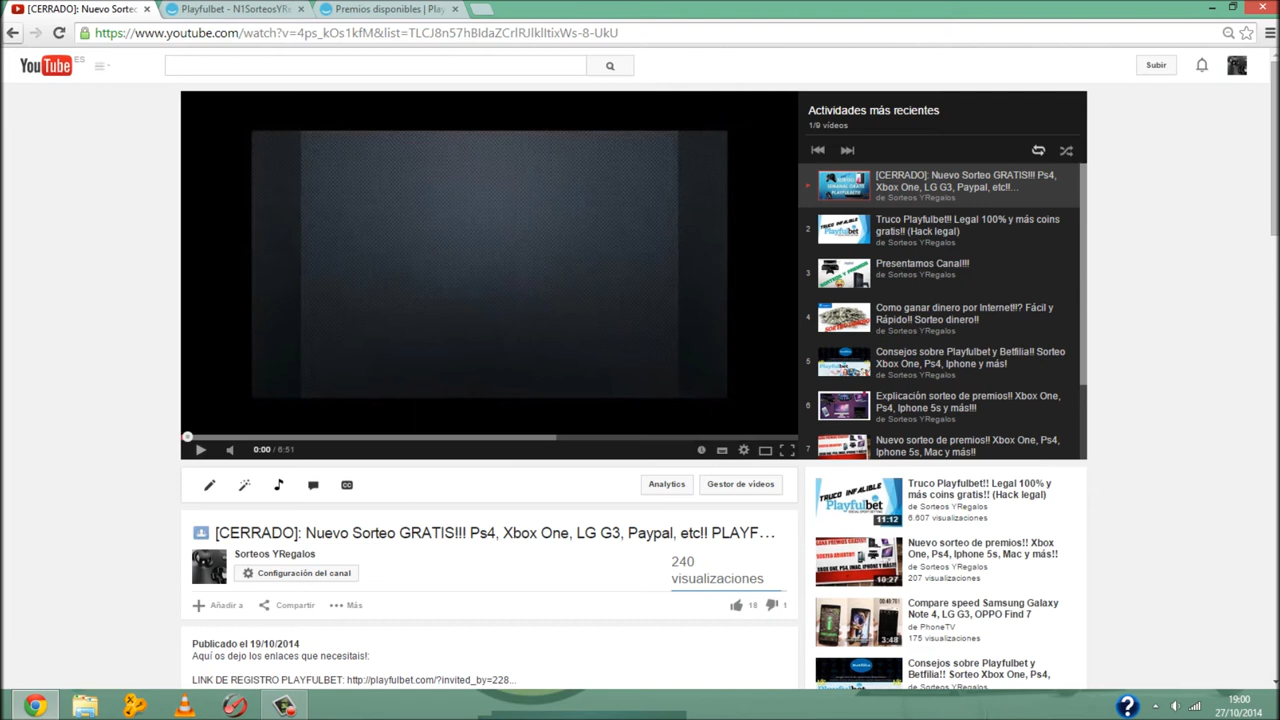 [CERRADO]: Nuevo Sorteo
Playfulbet - N1SorteosYRe
Premios disponibles | Play
https://www.youtube.com/watch?v=4ps_kOs1kfM&list=
YouTube ES
Subir
Actividades más recientes
1/9 vídeos
[CERRADO]: Nuevo Sorteo GRATIS!!! Ps4,
Xbox One, LG G3, Paypal, etc!!...
de Sorteos YRegalos
2
Truco Playfulbet!! Legal 100% y más coins
gratis!! (Hack legal)
de Sorteos YRegalos
3
Presentamos Canal!!!
de Sorteos YRegalos
4
Como ganar dinero por Internet!!? Fácil y
Rápido!! Sorteo dinero!!
de Sorteos YRegalos
5
Consejos sobre Playfulbet y Betfilia!! Sorteo
Xbox One, Ps4, Iphone y más!
de Sorteos YRegalos
6
Explicación sorteo de premios!! Xbox One,
Ps4, Iphone 5s y más!!!
de Sorteos YRegalos
7
Nuevo sorteo de premios!! Xbox One, Ps4,
Iphone 5s, Mac y más!!
0:00 / 6:51
Analytics
Gestor de vídeos
[CERRADO]: Nuevo Sorteo GRATIS!!! Ps4, Xbox One, LG G3, Paypal, etc!! PLAYF...
Sorteos YRegalos
Configuración del canal
240
visualizaciones
Añadir a
Compartir
Más
18
1
Publicado el 19/10/2014
Aquí os dejo los enlaces que necesitais!:
LINK DE REGISTRO PLAYFULBET: http://playfulbet.com/?invited_by=228...
TRUCO INFALIBLE
Playfulbet
11:12
Truco Playfulbet!! Legal 100% y
más coins gratis!! (Hack legal)
de Sorteos YRegalos
6.607 visualizaciones
10:27
Nuevo sorteo de premios!! Xbox
One, Ps4, Iphone 5s, Mac y más!!
de Sorteos YRegalos
207 visualizaciones
3:48
Compare speed Samsung Galaxy
Note 4, LG G3, OPPO Find 7
de PhoneTV
175 visualizaciones
Consejos sobre Playfulbet y
Betfilia!! Sorteo Xbox One, Ps4,
19:00
27/10/2014